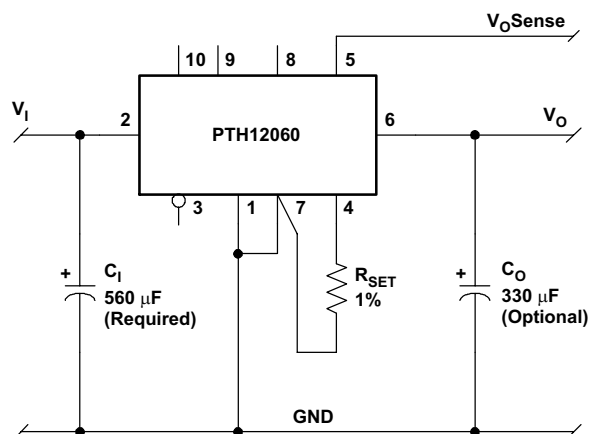 VOSense
10 9 8 5
VI
2
PTH12060
6
VO
3 1 7 4
+
CI
560 μF
(Required)
RSET
1%
+
CO
330 μF
(Optional)
GND